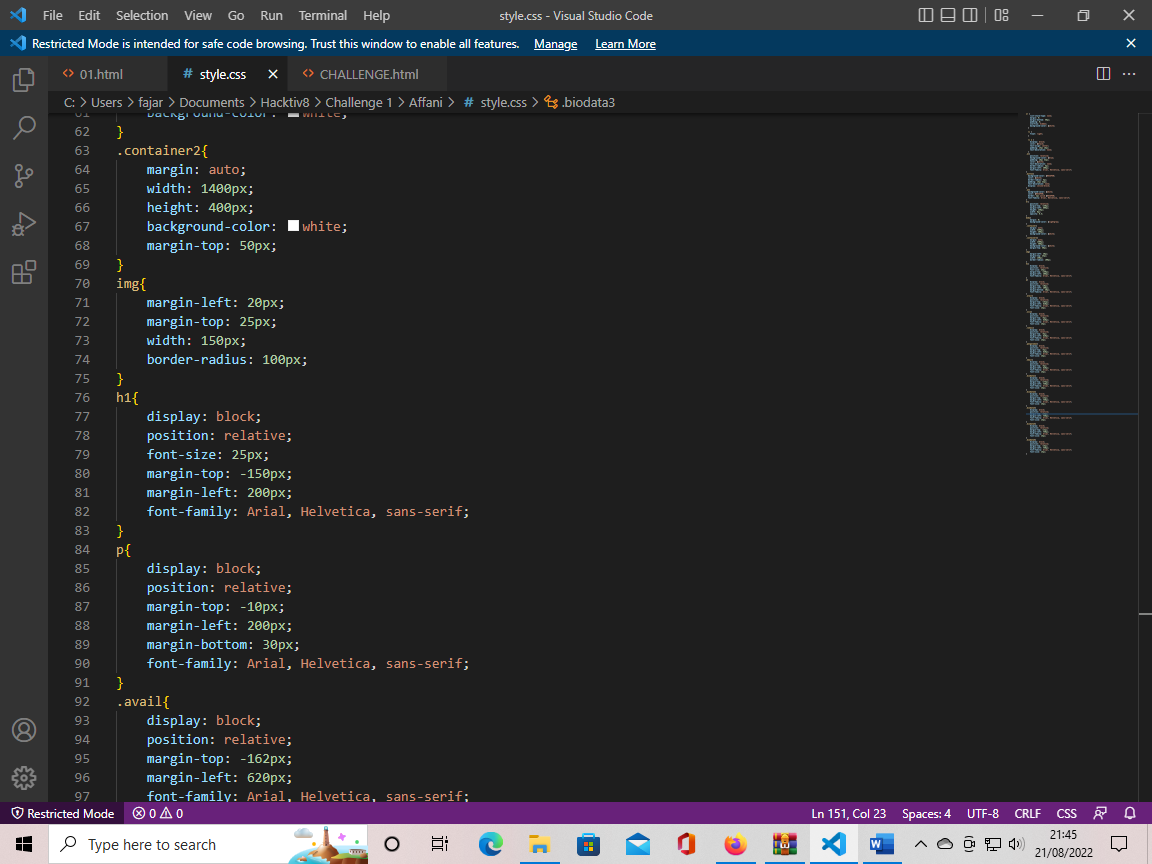 File Edit Selection View Go Run Terminal Help style.css - Visual Studio Code
Restricted Mode is intended for safe code browsing. Trust this window to enable all features. Manage Learn More
<> 01.html # style.css <> CHALLENGE.html
C: > Users > fajar > Documents > Hacktiv8 > Challenge 1 > Affani > # style.css > .biodata3
61 background-color: white;
62 }
63 .container2{
64 margin: auto;
65 width: 1400px;
66 height: 400px;
67 background-color: white;
68 margin-top: 50px;
69 }
70 img{
71 margin-left: 20px;
72 margin-top: 25px;
73 width: 150px;
74 border-radius: 100px;
75 }
76 h1{
77 display: block;
78 position: relative;
79 font-size: 25px;
80 margin-top: -150px;
81 margin-left: 200px;
82 font-family: Arial, Helvetica, sans-serif;
83 }
84 p{
85 display: block;
86 position: relative;
87 margin-top: -10px;
88 margin-left: 200px;
89 margin-bottom: 30px;
90 font-family: Arial, Helvetica, sans-serif;
91 }
92 .avail{
93 display: block;
94 position: relative;
95 margin-top: -162px;
96 margin-left: 620px;
97 font-family: Arial, Helvetica, sans-serif;
Restricted Mode 0 0 Ln 151, Col 23 Spaces: 4 UTF-8 CRLF CSS
Type here to search
21:45
21/08/2022